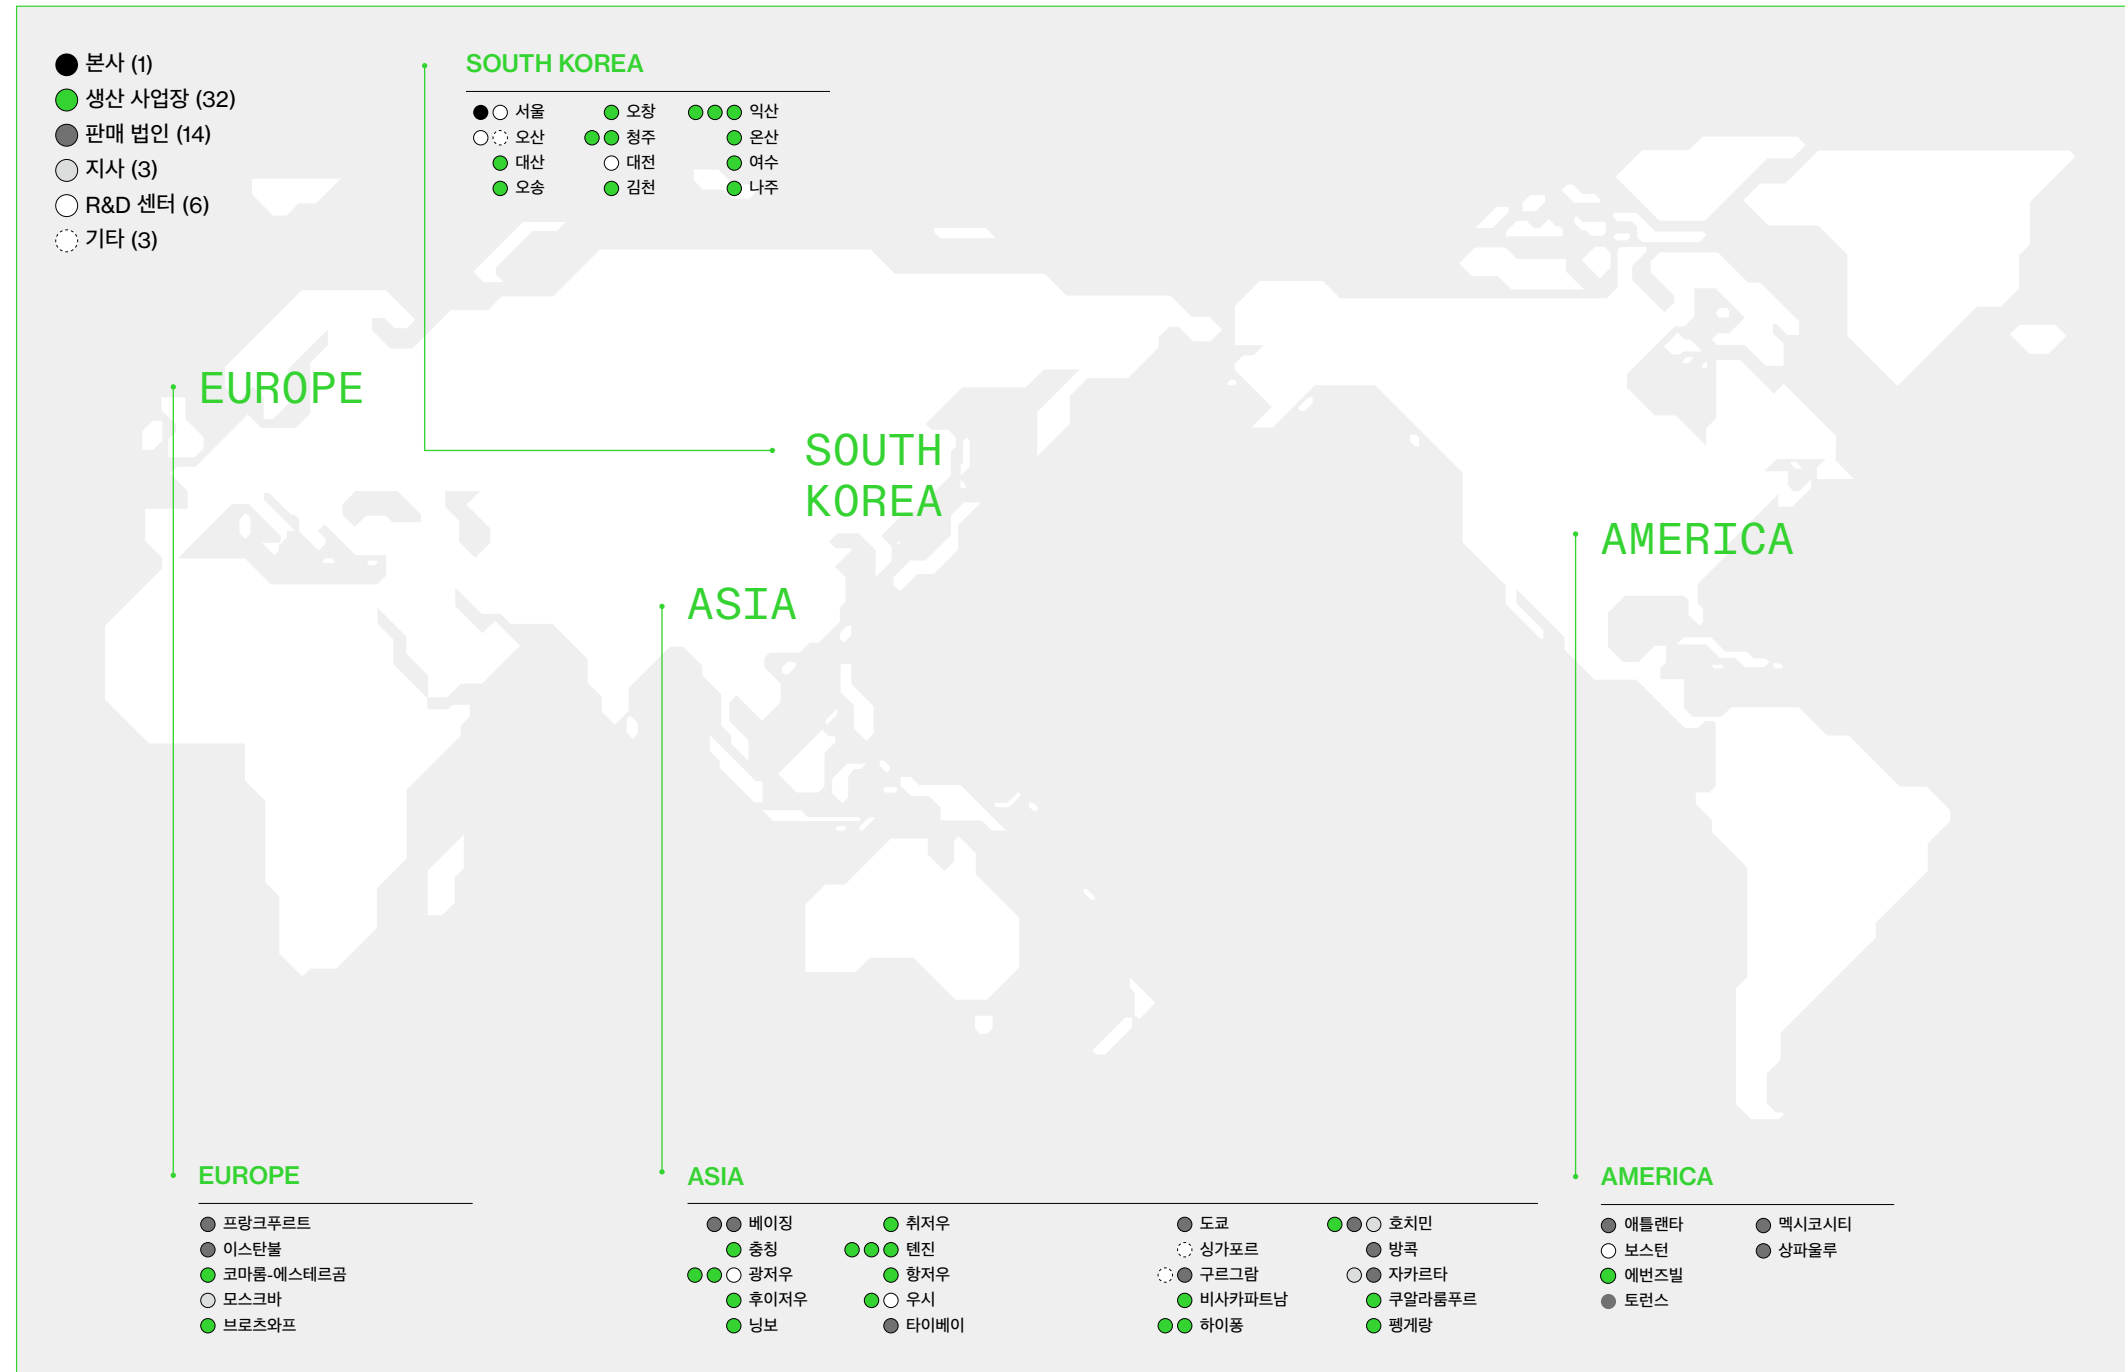 본사 (1)
생산 사업장 (32)
판매 법인 (14)
지사 (3)
R&D 센터 (6)
기타 (3)
SOUTH KOREA
서울
오산
대산
오송
오창
청주
대전
김천
익산
온산
여수
나주
EUROPE
SOUTH
KOREA
ASIA
AMERICA
EUROPE
프랑크푸르트
이스탄불
코마롬-에스테르곰
모스크바
브로츠와프
ASIA
베이징
충칭
광저우
후이저우
닝보
취저우
톈진
항저우
우시
타이베이
도쿄
싱가포르
구르그람
비사카파트남
하이퐁
호치민
방콕
자카르타
쿠알라룸푸르
펭게랑
AMERICA
애틀랜타
보스턴
에번즈빌
토런스
멕시코시티
상파울루